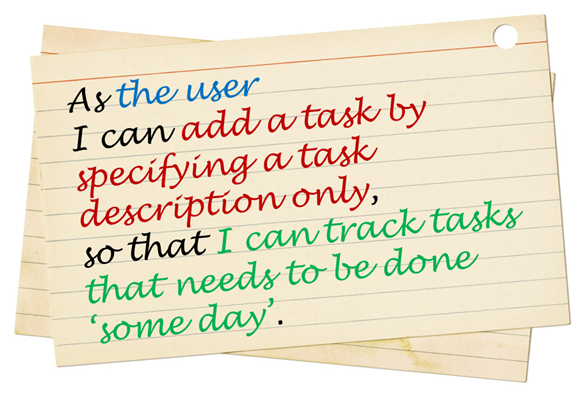 As the user
I can add a task by
specifying a task
description only,
so that I can track tasks
that needs to be done
‘some day’.